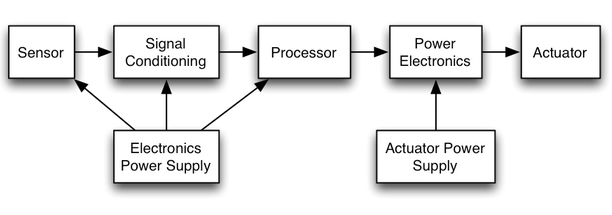 Sensor
Signal
Conditioning
Processor
Power
Electronics
Actuator
Electronics
Power Supply
Actuator Power
Supply